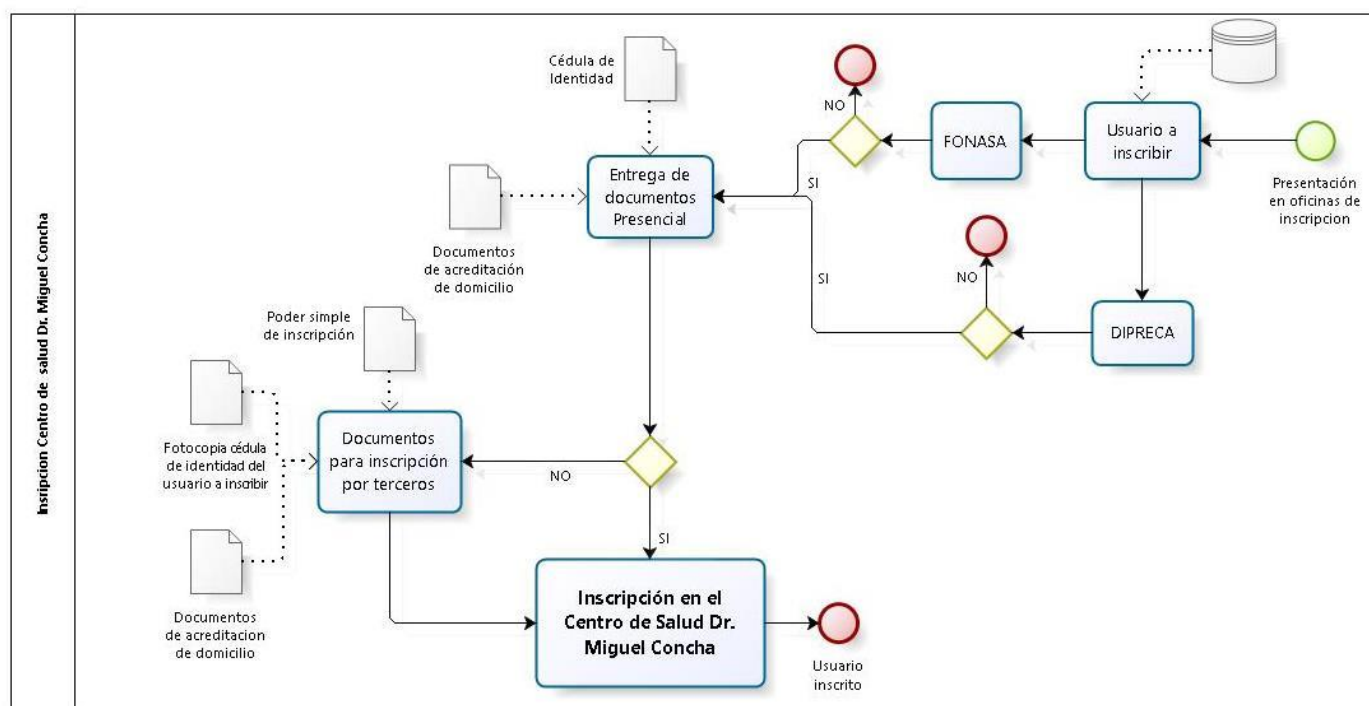 Insripcion Centro de salud Dr. Miguel Concha
Cédula de
Identidad
NO
FONASA
Usuario a
inscribir
Entrega de
documentos
Presencial
SI
Presentación
en oficinas de
inscripcion
Documentos
de acreditación
de domicilio
NO
SI
DIPRECA
Poder simple
de inscripción
Fotocopia cédula
de identidad del
usuario a inscribir
Documentos
para inscripción
por terceros
NO
SI
Documentos
de acreditacion
de domicilio
Inscripción en el
Centro de Salud Dr.
Miguel Concha
Usuario
inscrito